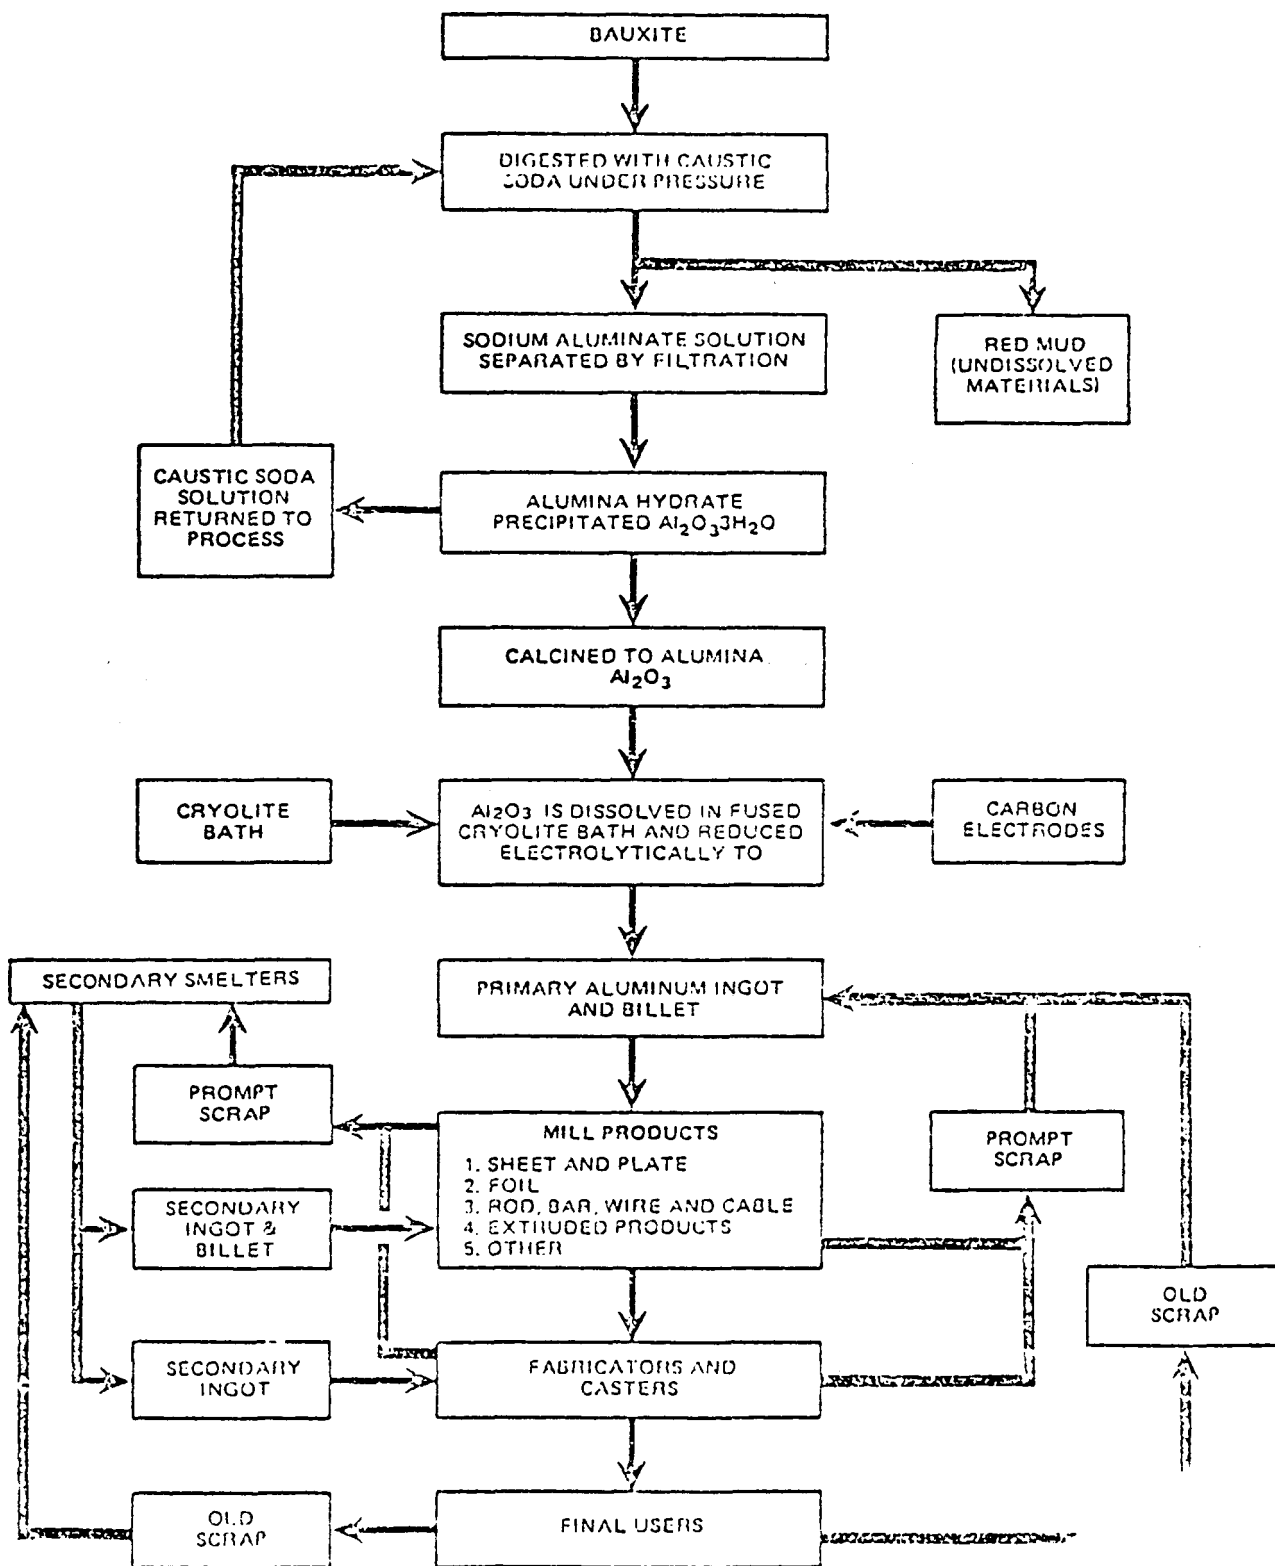 BAUXITE
DIGESTED WITH CAUSTIC
SODA UNDER PRESSURE
SODIUM ALUMINATE SOLUTION
SEPARATED BY FILTRATION
RED MUD
(UNDISSOLVED
MATERIALS)
CAUSTIC SODA
SOLUTION
RETURNED TO
PROCESS
ALUMINA HYDRATE
PRECIPITATED Al₂O₃3H₂O
CALCINED TO ALUMINA
Al₂O₃
CRYOLITE
BATH
Al₂O₃ IS DISSOLVED IN FUSED
CRYOLITE BATH AND REDUCED
ELECTROLYTICALLY TO
CARBON
ELECTRODES
SECONDARY SMELTERS
PRIMARY ALUMINUM INGOT
AND BILLET
PROMPT
SCRAP
MILL PRODUCTS
1. SHEET AND PLATE
2. FOIL
3. ROD, BAR, WIRE AND CABLE
4. EXTRUDED PRODUCTS
5. OTHER
PROMPT
SCRAP
SECONDARY
INGOT &
BILLET
OLD
SCRAP
SECONDARY
INGOT
FABRICATORS AND
CASTERS
OLD
SCRAP
FINAL USERS